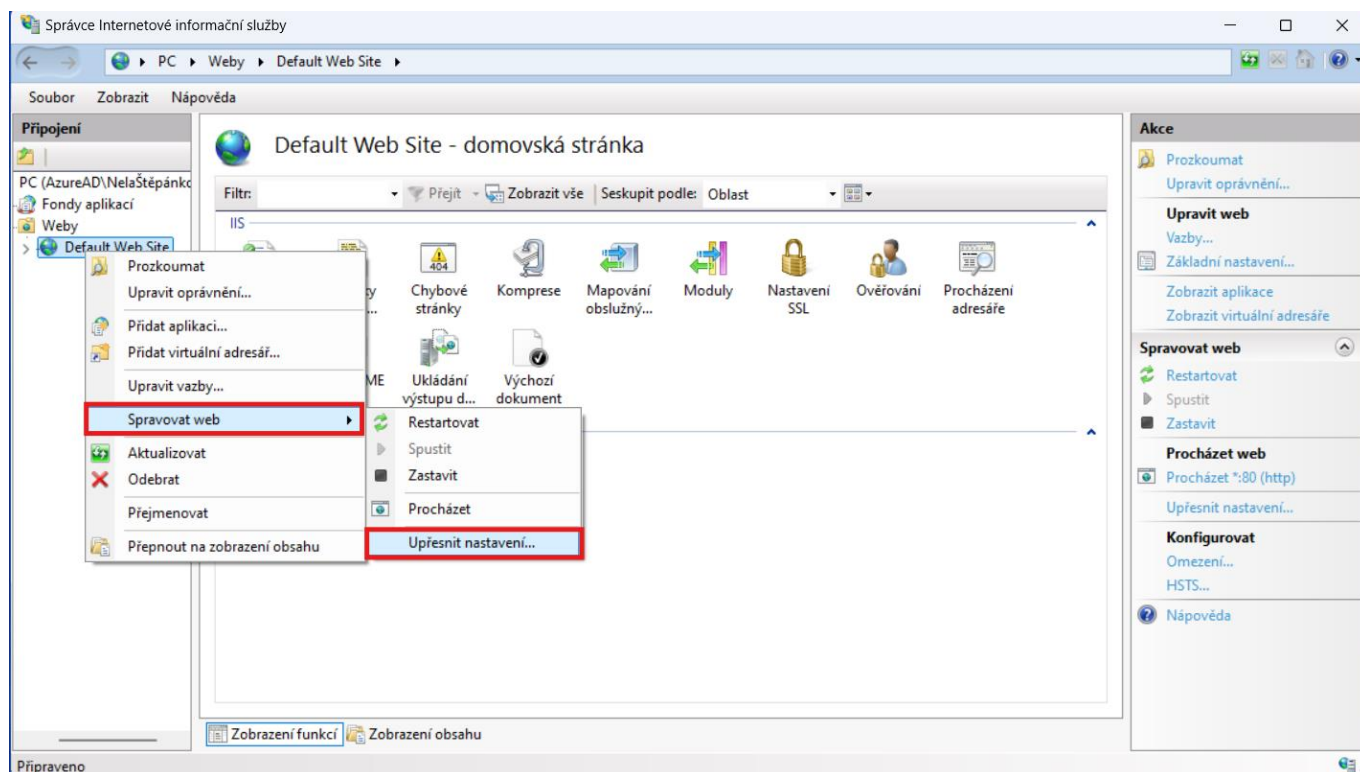 Správce Internetové informační služby
PC Weby Default Web Site
Soubor Zobrazit Nápověda
Připojení
PC (AzureAD\NelaŠtěpánko
Fondy aplikací
Weby
Default Web Site
Default Web Site - domovská stránka
Filtr: Přejít Zobrazit vše Seskupit podle: Oblast
IIS
404
Chybové stránky
Komprese
Mapování obslužný...
Moduly
Nastavení SSL
Ověřování
Procházení adresáře
ME
Ukládání výstupu d...
Výchozí dokument
Prozkoumat
Upravit oprávnění...
Přidat aplikaci...
Přidat virtuální adresář...
Upravit vazby...
Spravovat web
Aktualizovat
Odebrat
Přejmenovat
Přepnout na zobrazení obsahu
Restartovat
Spustit
Zastavit
Procházet
Upřesnit nastavení...
Zobrazení funkcí Zobrazení obsahu
Akce
Prozkoumat
Upravit oprávnění...
Upravit web
Vazby...
Základní nastavení...
Zobrazit aplikace
Zobrazit virtuální adresáře
Spravovat web
Restartovat
Spustit
Zastavit
Procházet web
Procházet *:80 (http)
Upřesnit nastavení...
Konfigurovat
Omezení...
HSTS...
Nápověda
Připraveno